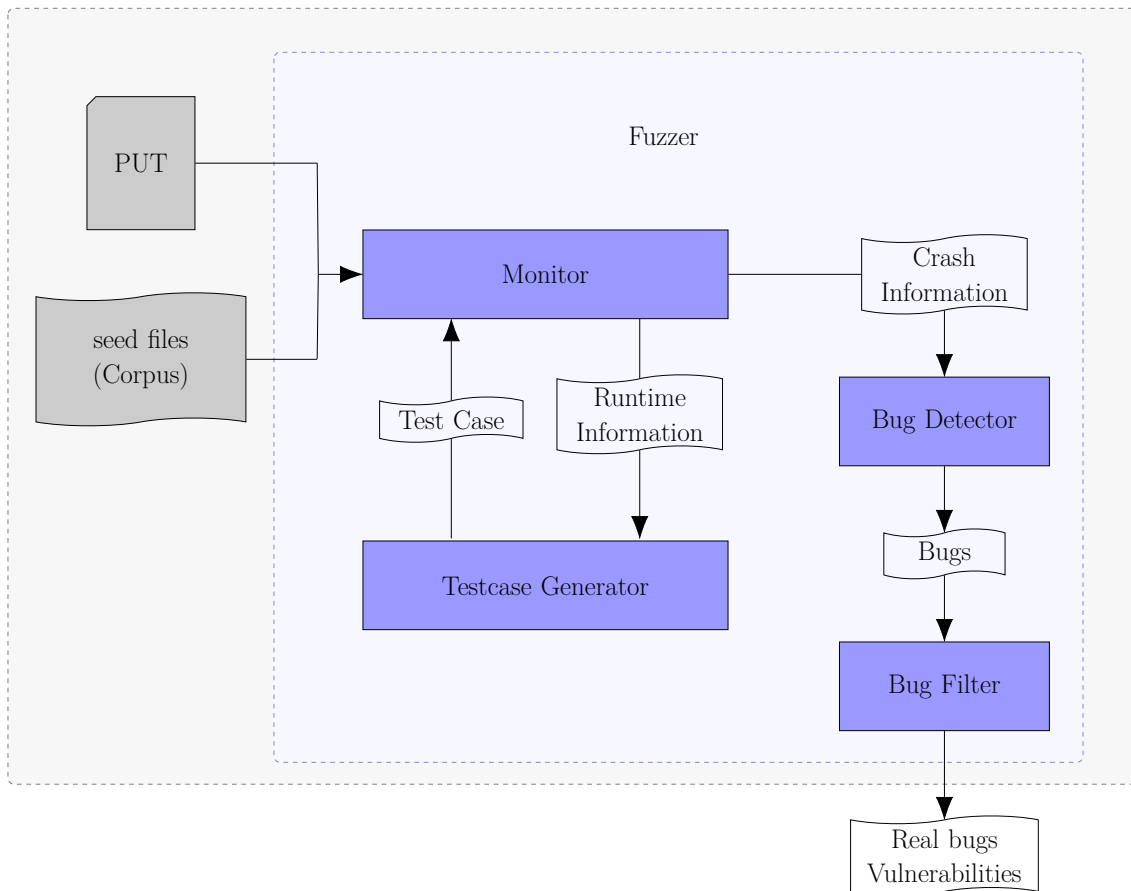 Fuzzer
PUT
Monitor
Crash
Information
seed files
(Corpus)
Test Case
Runtime
Information
Bug Detector
Bugs
Testcase Generator
Bug Filter
Real bugs
Vulnerabilities